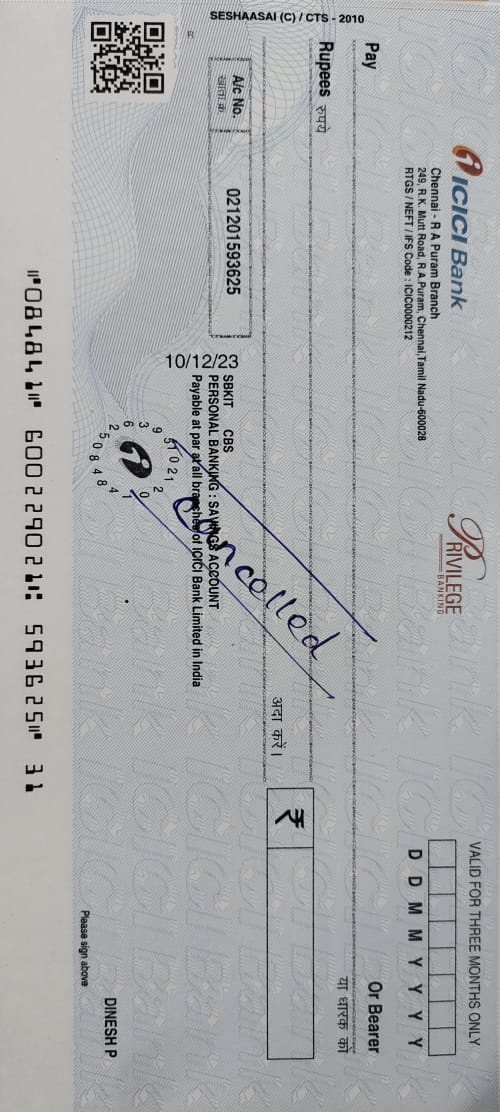 SESHAASAI (C) / CTS - 2010
ICICI Bank
Chennai - R A Puram Branch
249, R.K. Mutt Road, R.A.Puram, Chennai,Tamil Nadu-600028
RTGS / NEFT / IFS Code : ICIC0000212
PRIVILEGE
BANKING
VALID FOR THREE MONTHS ONLY
D D M M Y Y Y Y
Pay
Or Bearer
या धारक को
Rupees रुपये
अदा करें।
₹
A/c No.
खाता क्र.
021201593625
cancelled
10/12/23
SBKIT CBS
PERSONAL BANKING : SAVINGS ACCOUNT
Payable at par at all branches of ICICI Bank Limited in India
R
DINESH P
Please sign above
⑈084841⑈ 600229021⑆ 593625⑈ 31